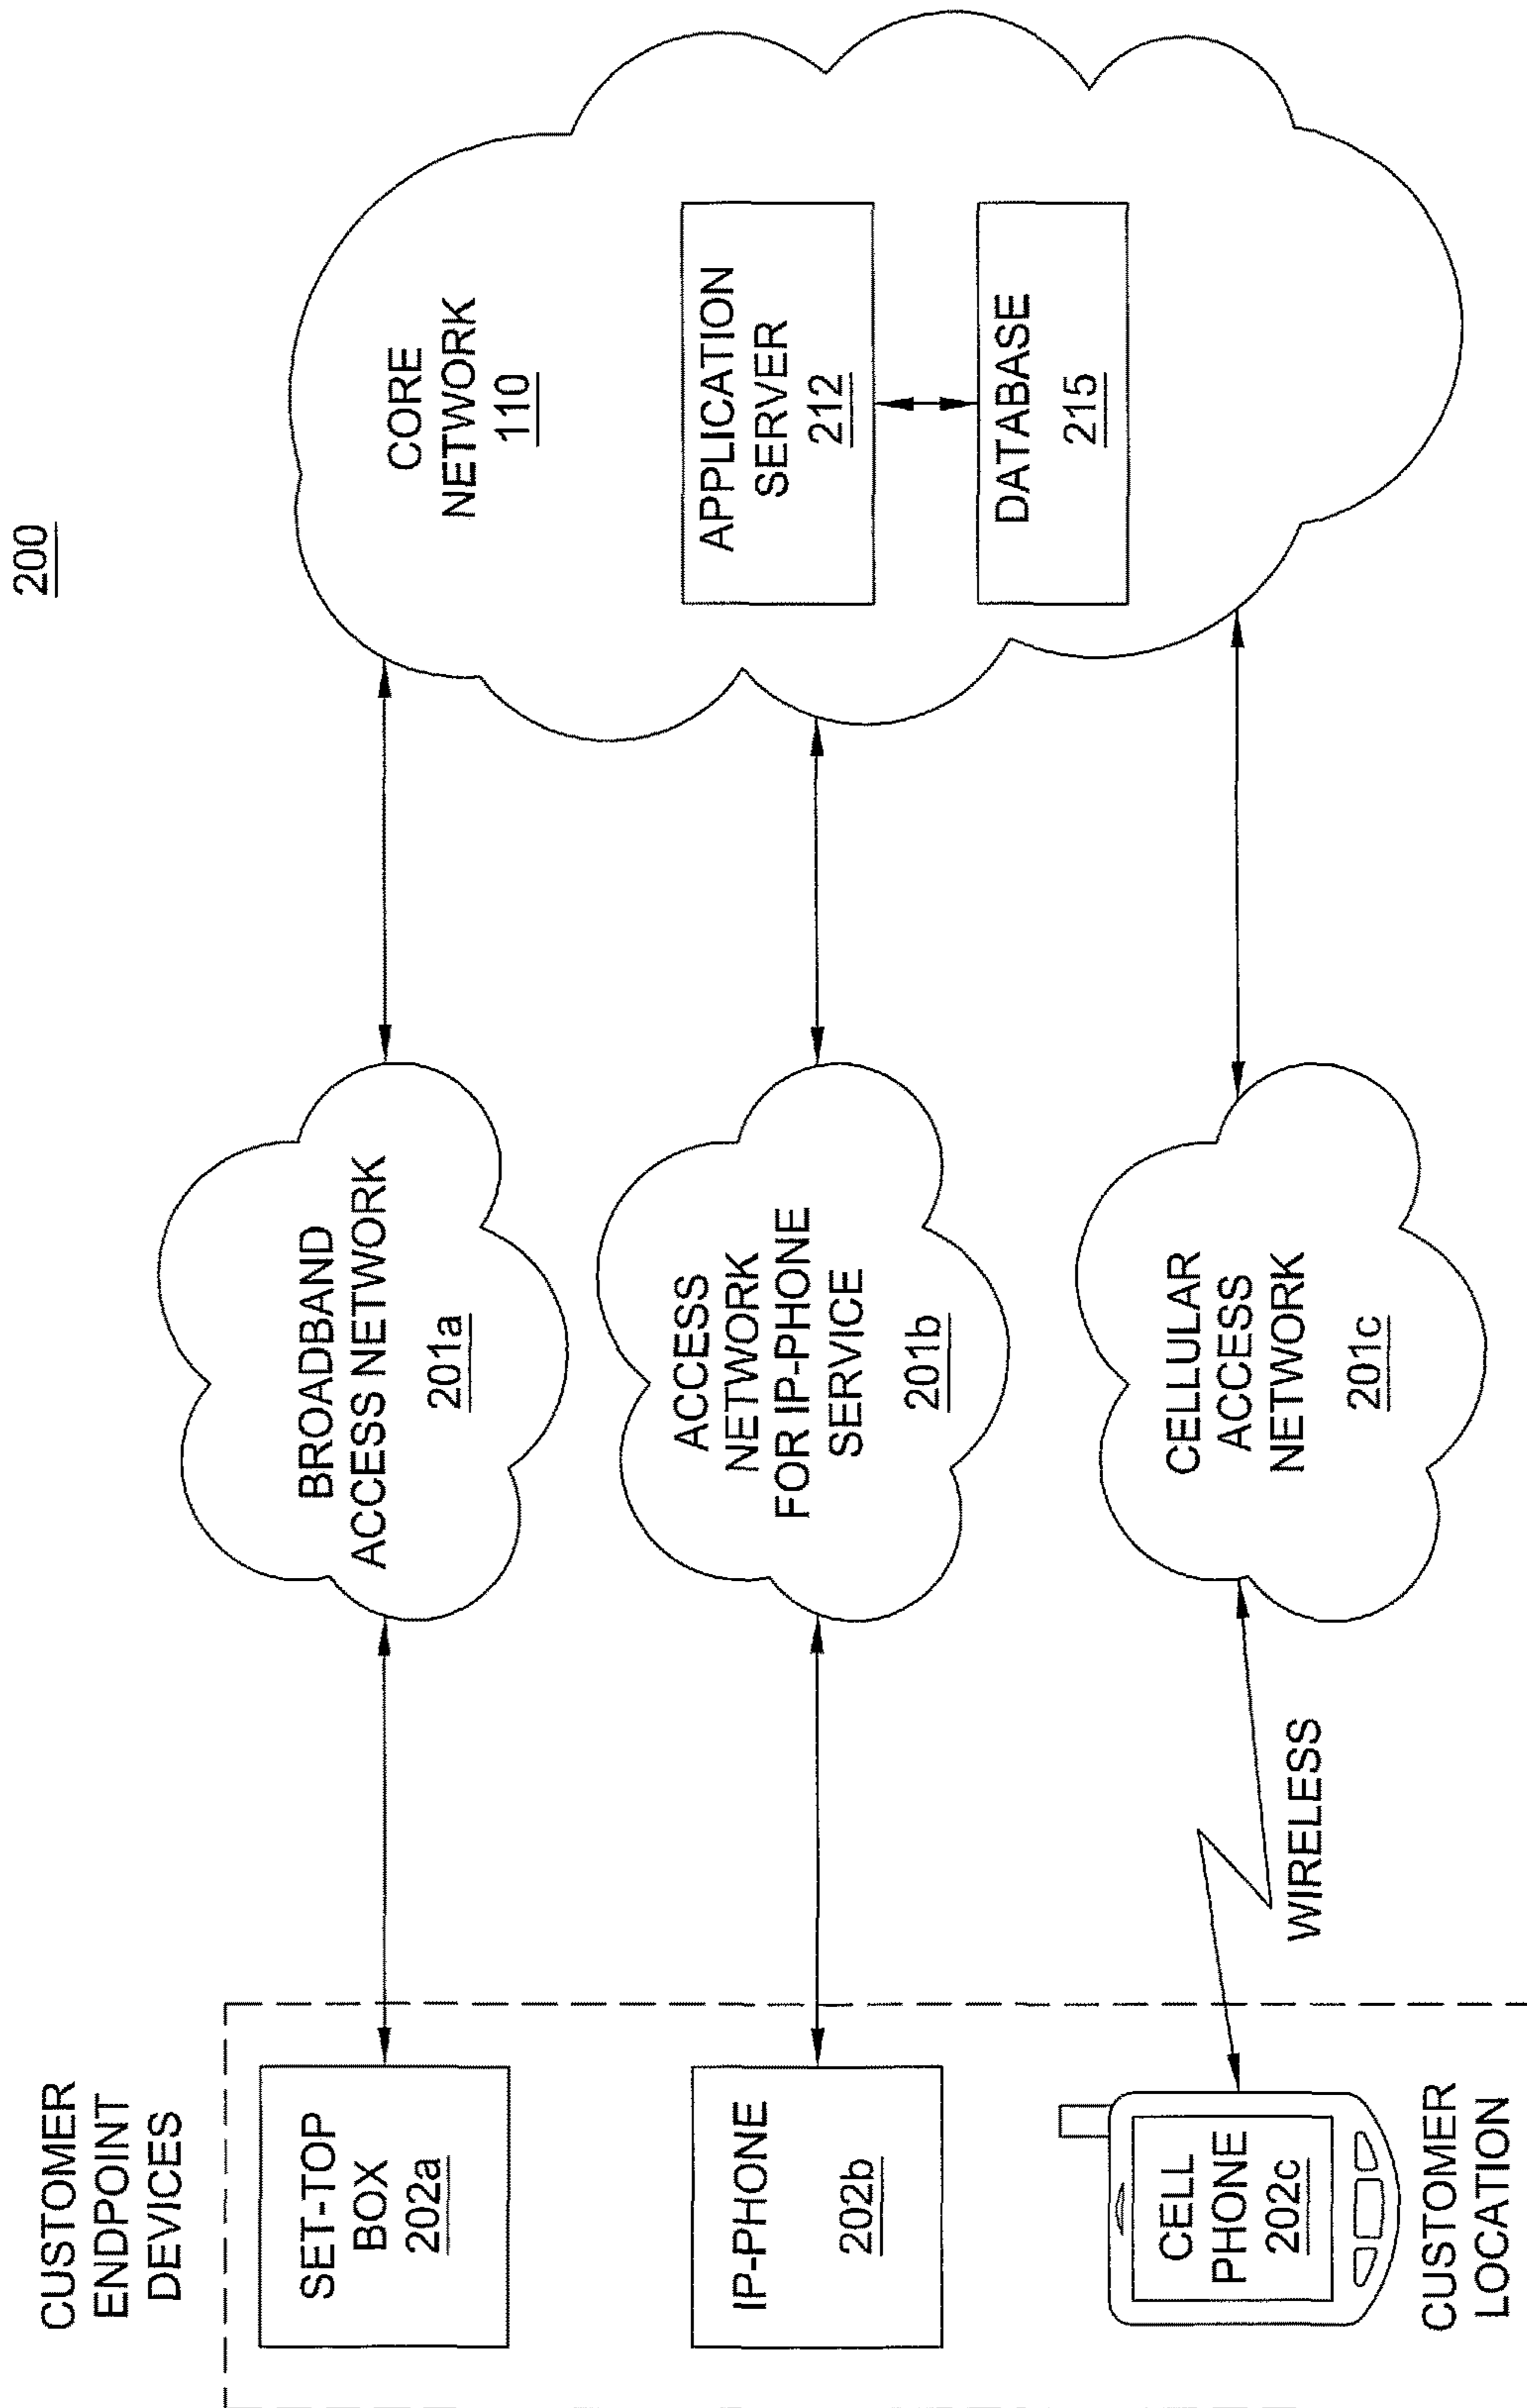 200
CUSTOMER
ENDPOINT
DEVICES
SET-TOP
BOX
202a
BROADBAND
ACCESS NETWORK
201a
CORE
NETWORK
110
IP-PHONE
202b
ACCESS
NETWORK
FOR IP-PHONE
SERVICE
201b
APPLICATION
SERVER
212
DATABASE
215
CELL
PHONE
202c
WIRELESS
CELLULAR
ACCESS
NETWORK
201c
CUSTOMER
LOCATION